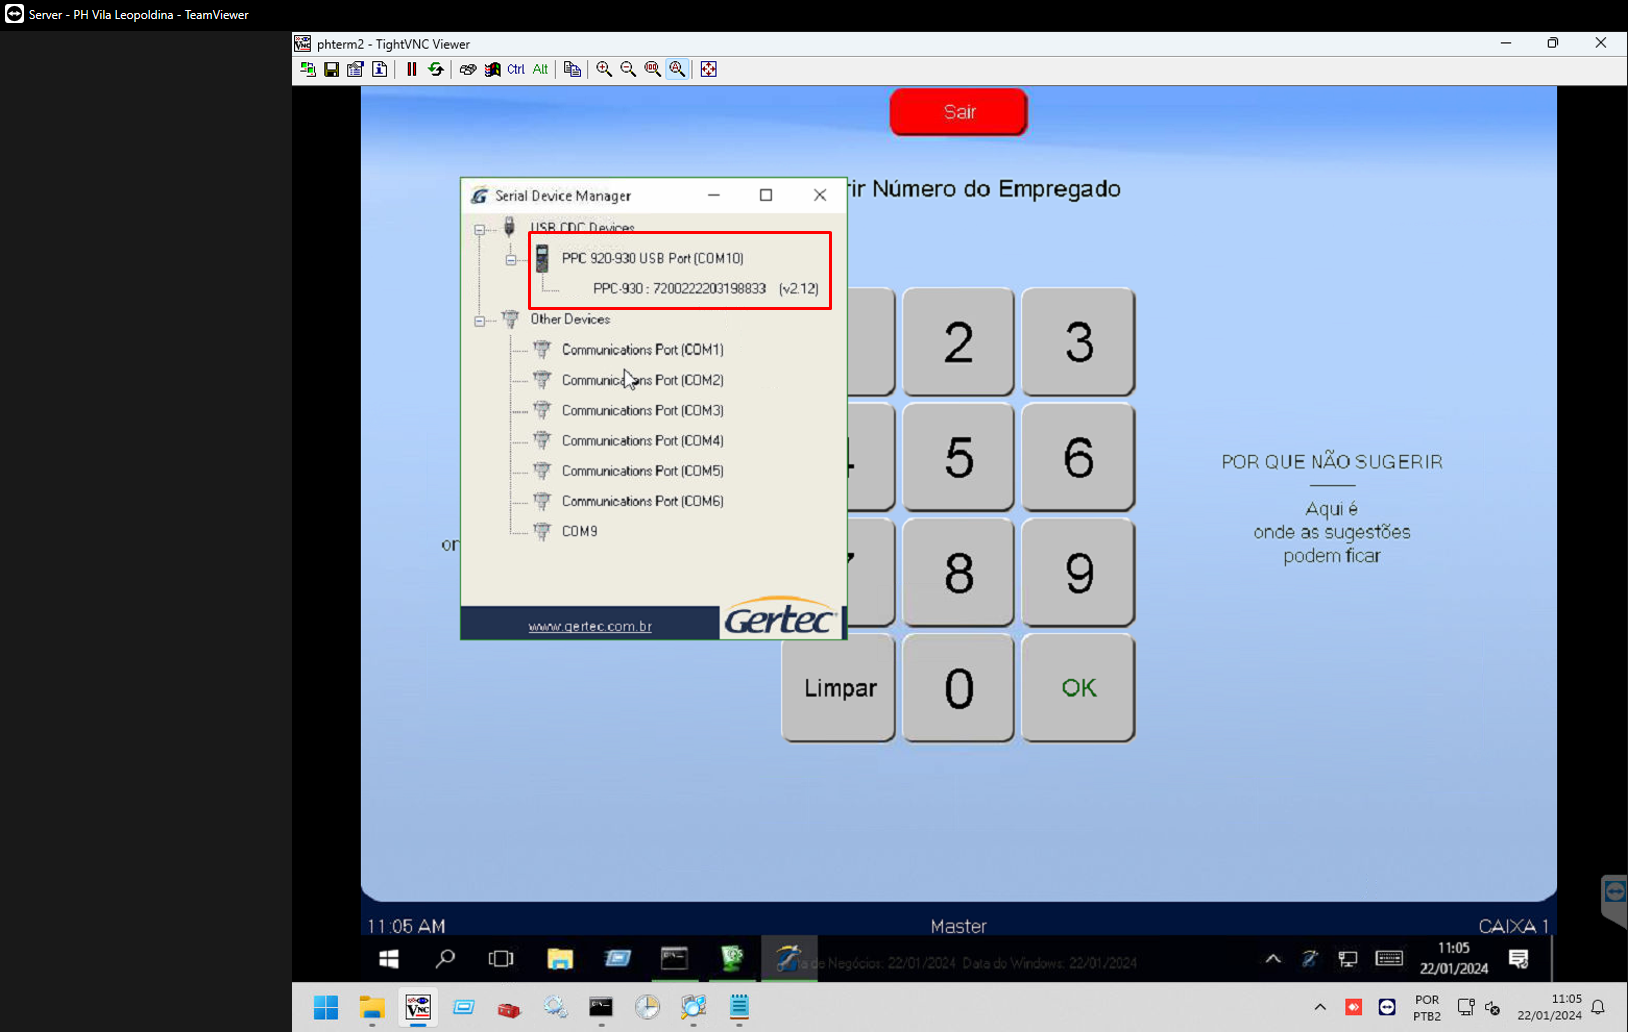 Server - PH Vila Leopoldina - TeamViewer
phterm2 - TightVNC Viewer
Ctrl Alt
Sair
rir Número do Empregado
Serial Device Manager
USB CDC Devices
PPC 920-930 USB Port (COM10)
PPC-930 : 7200222203198833 (v2.12)
Other Devices
Communications Port (COM1)
Communications Port (COM2)
Communications Port (COM3)
Communications Port (COM4)
Communications Port (COM5)
Communications Port (COM6)
COM9
www.gertec.com.br
Gertec
2
3
5
6
8
9
Limpar
0
OK
on
POR QUE NÃO SUGERIR
Aqui é
onde as sugestões
podem ficar
11:05 AM
Master
CAIXA 1
de Negócios: 22/01/2024 Data do Windows: 22/01/2024
11:05
22/01/2024
VNC
POR
PTB2
11:05
22/01/2024